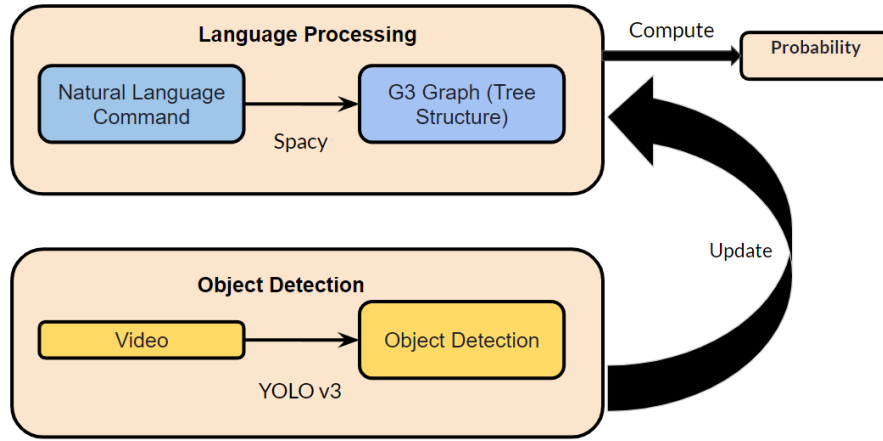 Language Processing
Compute
Probability
Natural Language
Command
Spacy
G3 Graph (Tree
Structure)
Update
Object Detection
Video
YOLO v3
Object Detection